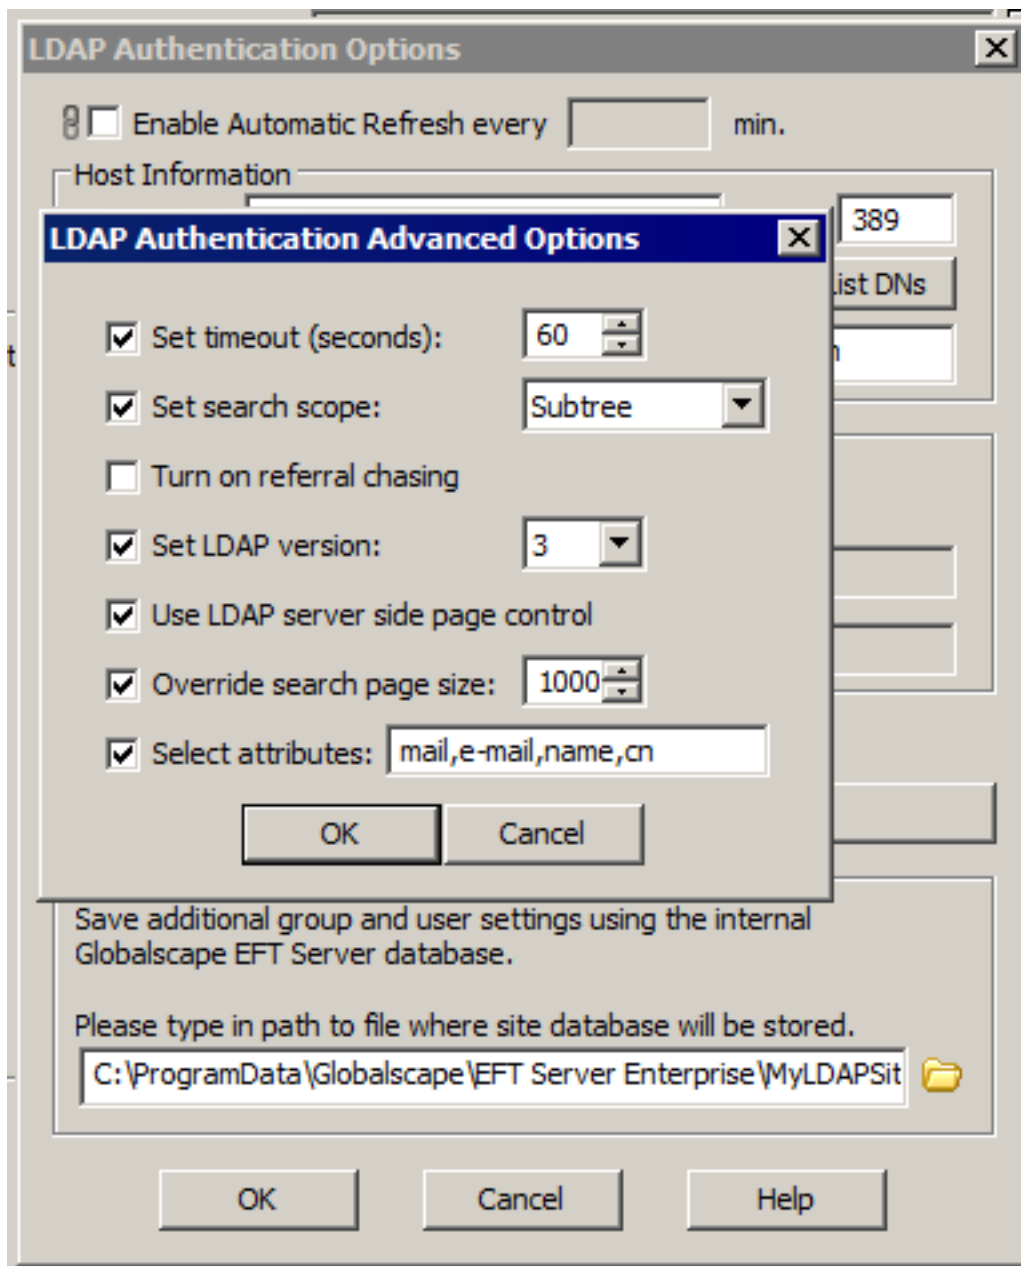 LDAP Authentication Options
Enable Automatic Refresh every min.
Host Information
389
LDAP Authentication Advanced Options
DNs
Set timeout (seconds): 60
Set search scope: Subtree
Turn on referral chasing
Set LDAP version: 3
Use LDAP server side page control
Override search page size: 1000
Select attributes: mail,e-mail,name,cn
OK Cancel
Save additional group and user settings using the internal
Globalscape EFT Server database.
Please type in path to file where site database will be stored.
C:\ProgramData\Globalscape\EFT Server Enterprise\MyLDAPSit
OK Cancel Help